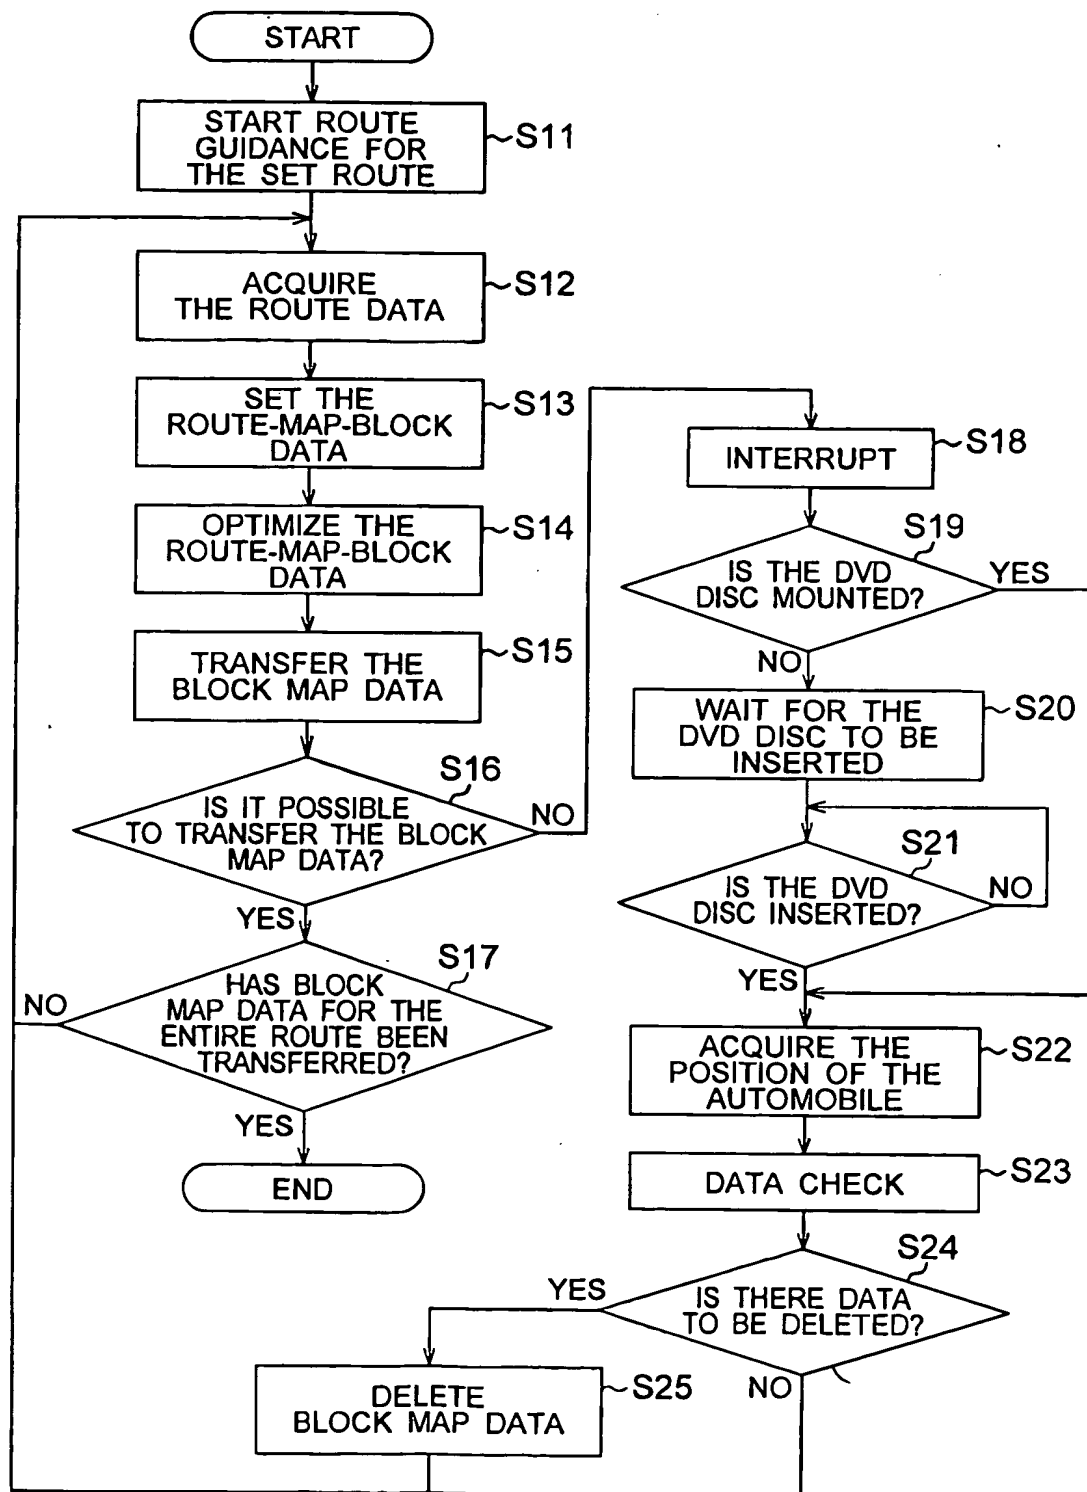 START
START ROUTE
GUIDANCE FOR
THE SET ROUTE
S11
ACQUIRE
THE ROUTE DATA
S12
SET THE
ROUTE-MAP-BLOCK
DATA
S13
OPTIMIZE THE
ROUTE-MAP-BLOCK
DATA
S14
TRANSFER THE
BLOCK MAP DATA
S15
S16
IS IT POSSIBLE
TO TRANSFER THE BLOCK
MAP DATA?
NO
YES
S17
HAS BLOCK
MAP DATA FOR THE
ENTIRE ROUTE BEEN
TRANSFERRED?
NO
YES
END
INTERRUPT
S18
S19
IS THE DVD
DISC MOUNTED?
YES
NO
WAIT FOR THE
DVD DISC TO BE
INSERTED
S20
S21
IS THE DVD
DISC INSERTED?
NO
YES
ACQUIRE THE
POSITION OF THE
AUTOMOBILE
S22
DATA CHECK
S23
S24
IS THERE DATA
TO BE DELETED?
YES
NO
DELETE
BLOCK MAP DATA
S25